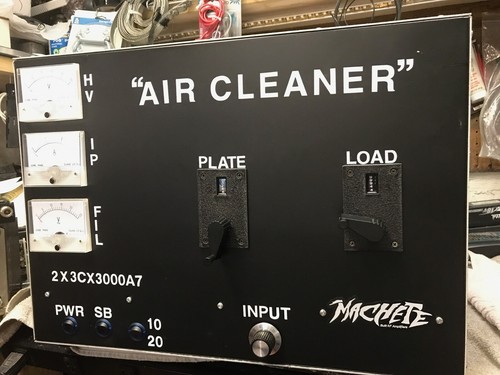 "AIR CLEANER"
HV
IP
FIL
PLATE
LOAD
2X3CX3000A7
PWR SB
10
20
INPUT
MACHETE